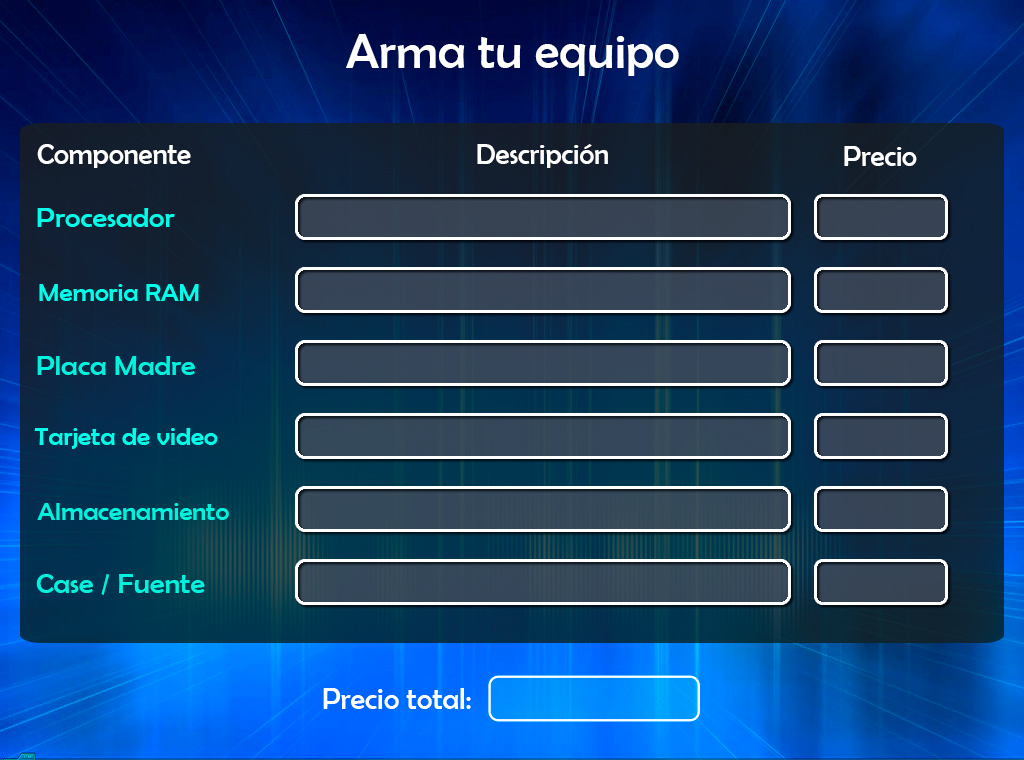 Arma tu equipo
Componente Descripción Precio
Procesador
Memoria RAM
Placa Madre
Tarjeta de video
Almacenamiento
Case / Fuente
Precio total: